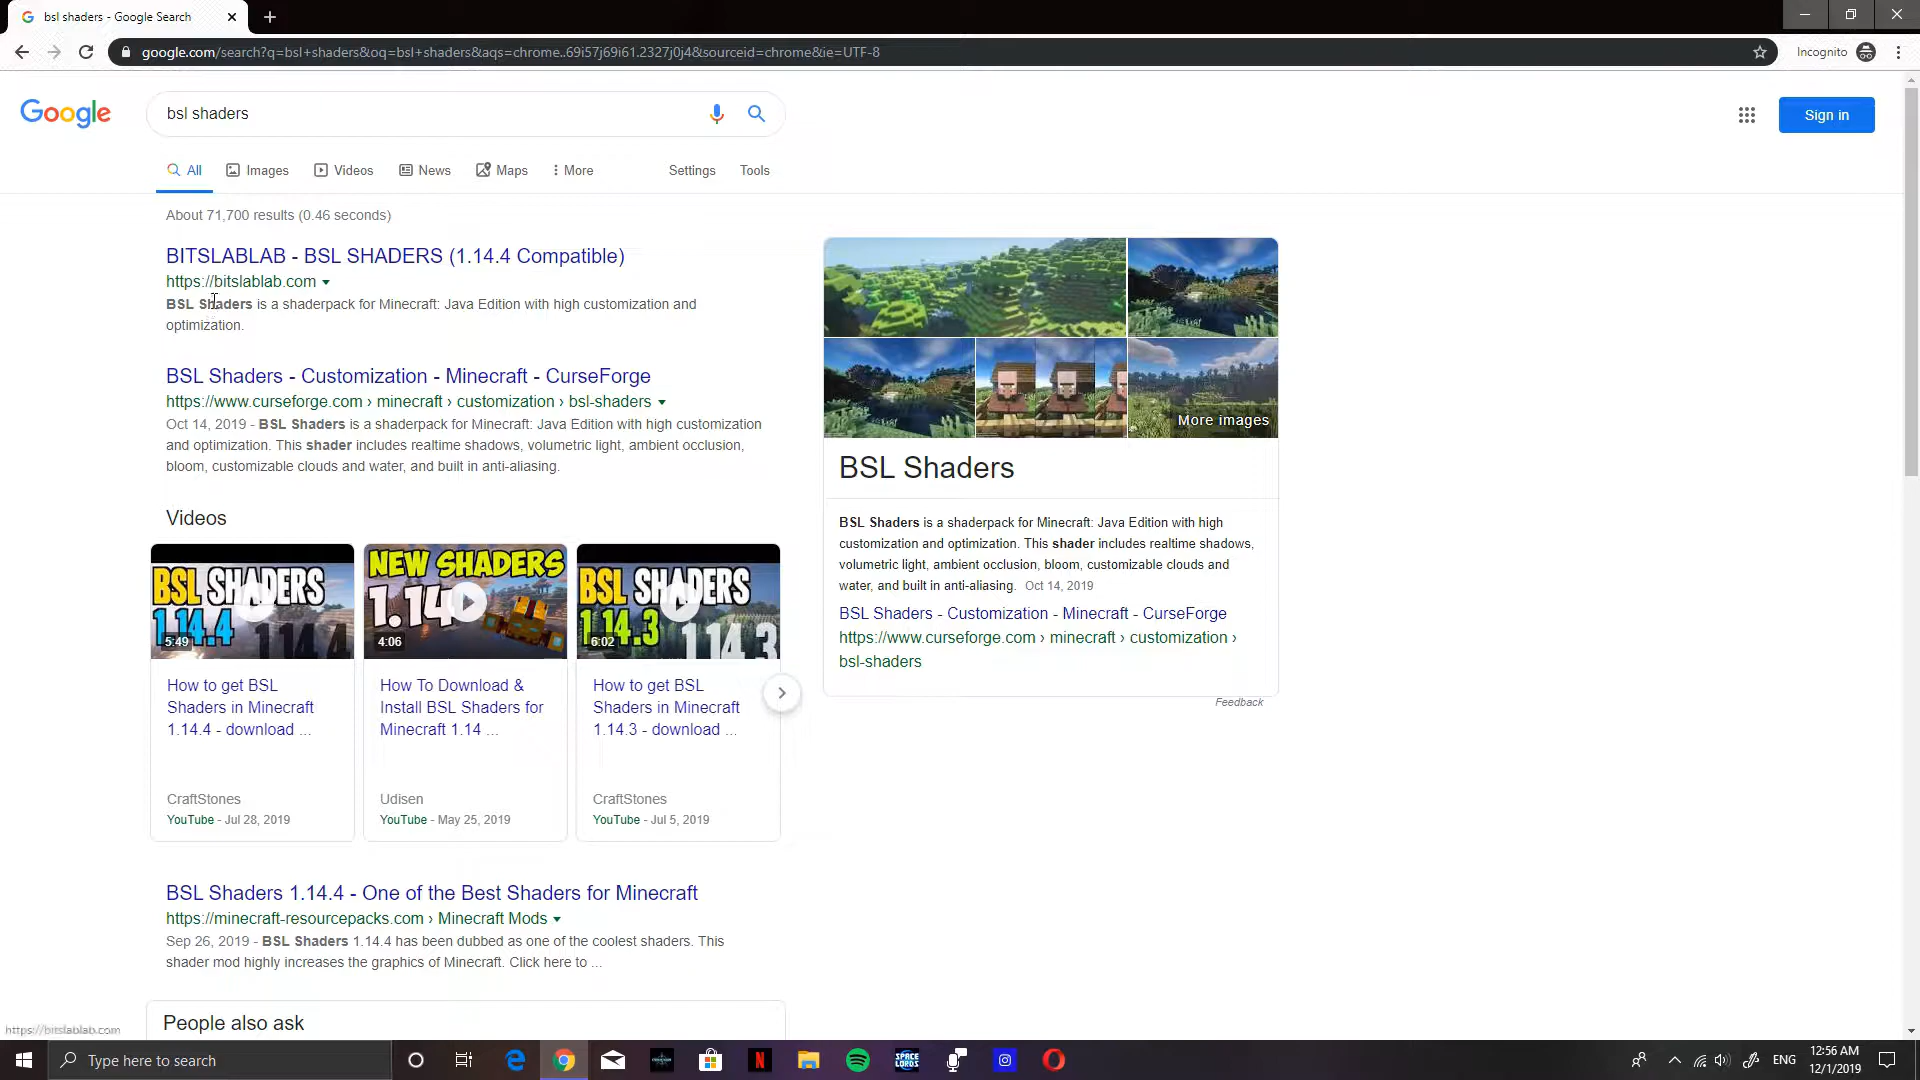 bsl shaders - Google Search
google.com/search?q=bsl+shaders&oq=bsl+shaders&aqs=chrome..69i57j69i61.2327j0j4&sourceid=chrome&ie=UTF-8
Incognito
Google
bsl shaders
Sign in
All Images Videos News Maps More Settings Tools
About 71,700 results (0.46 seconds)
BITSLABLAB - BSL SHADERS (1.14.4 Compatible)
https://bitslablab.com
BSL Shaders is a shaderpack for Minecraft: Java Edition with high customization and
optimization.
BSL Shaders - Customization - Minecraft - CurseForge
https://www.curseforge.com › minecraft › customization › bsl-shaders
Oct 14, 2019 - BSL Shaders is a shaderpack for Minecraft: Java Edition with high customization
and optimization. This shader includes realtime shadows, volumetric light, ambient occlusion,
bloom, customizable clouds and water, and built in anti-aliasing.
Videos
BSL SHADERS
1.14.4
5:49
1.14.4
How to get BSL
Shaders in Minecraft
1.14.4 - download ...
CraftStones
YouTube - Jul 28, 2019
NEW SHADERS
1.14
4:06
How To Download &
Install BSL Shaders for
Minecraft 1.14 ...
Udisen
YouTube - May 25, 2019
BSL SHADERS
1.14.3
6:02
1.14.3
How to get BSL
Shaders in Minecraft
1.14.3 - download ...
CraftStones
YouTube - Jul 5, 2019
BSL Shaders 1.14.4 - One of the Best Shaders for Minecraft
https://minecraft-resourcepacks.com › Minecraft Mods
Sep 26, 2019 - BSL Shaders 1.14.4 has been dubbed as one of the coolest shaders. This
shader mod highly increases the graphics of Minecraft. Click here to ...
People also ask
More images
BSL Shaders
BSL Shaders is a shaderpack for Minecraft: Java Edition with high
customization and optimization. This shader includes realtime shadows,
volumetric light, ambient occlusion, bloom, customizable clouds and
water, and built in anti-aliasing. Oct 14, 2019
BSL Shaders - Customization - Minecraft - CurseForge
https://www.curseforge.com › minecraft › customization ›
bsl-shaders
Feedback
https://bitslablab.com
Type here to search
SPACE
LORDS
ENG
12:56 AM
12/1/2019